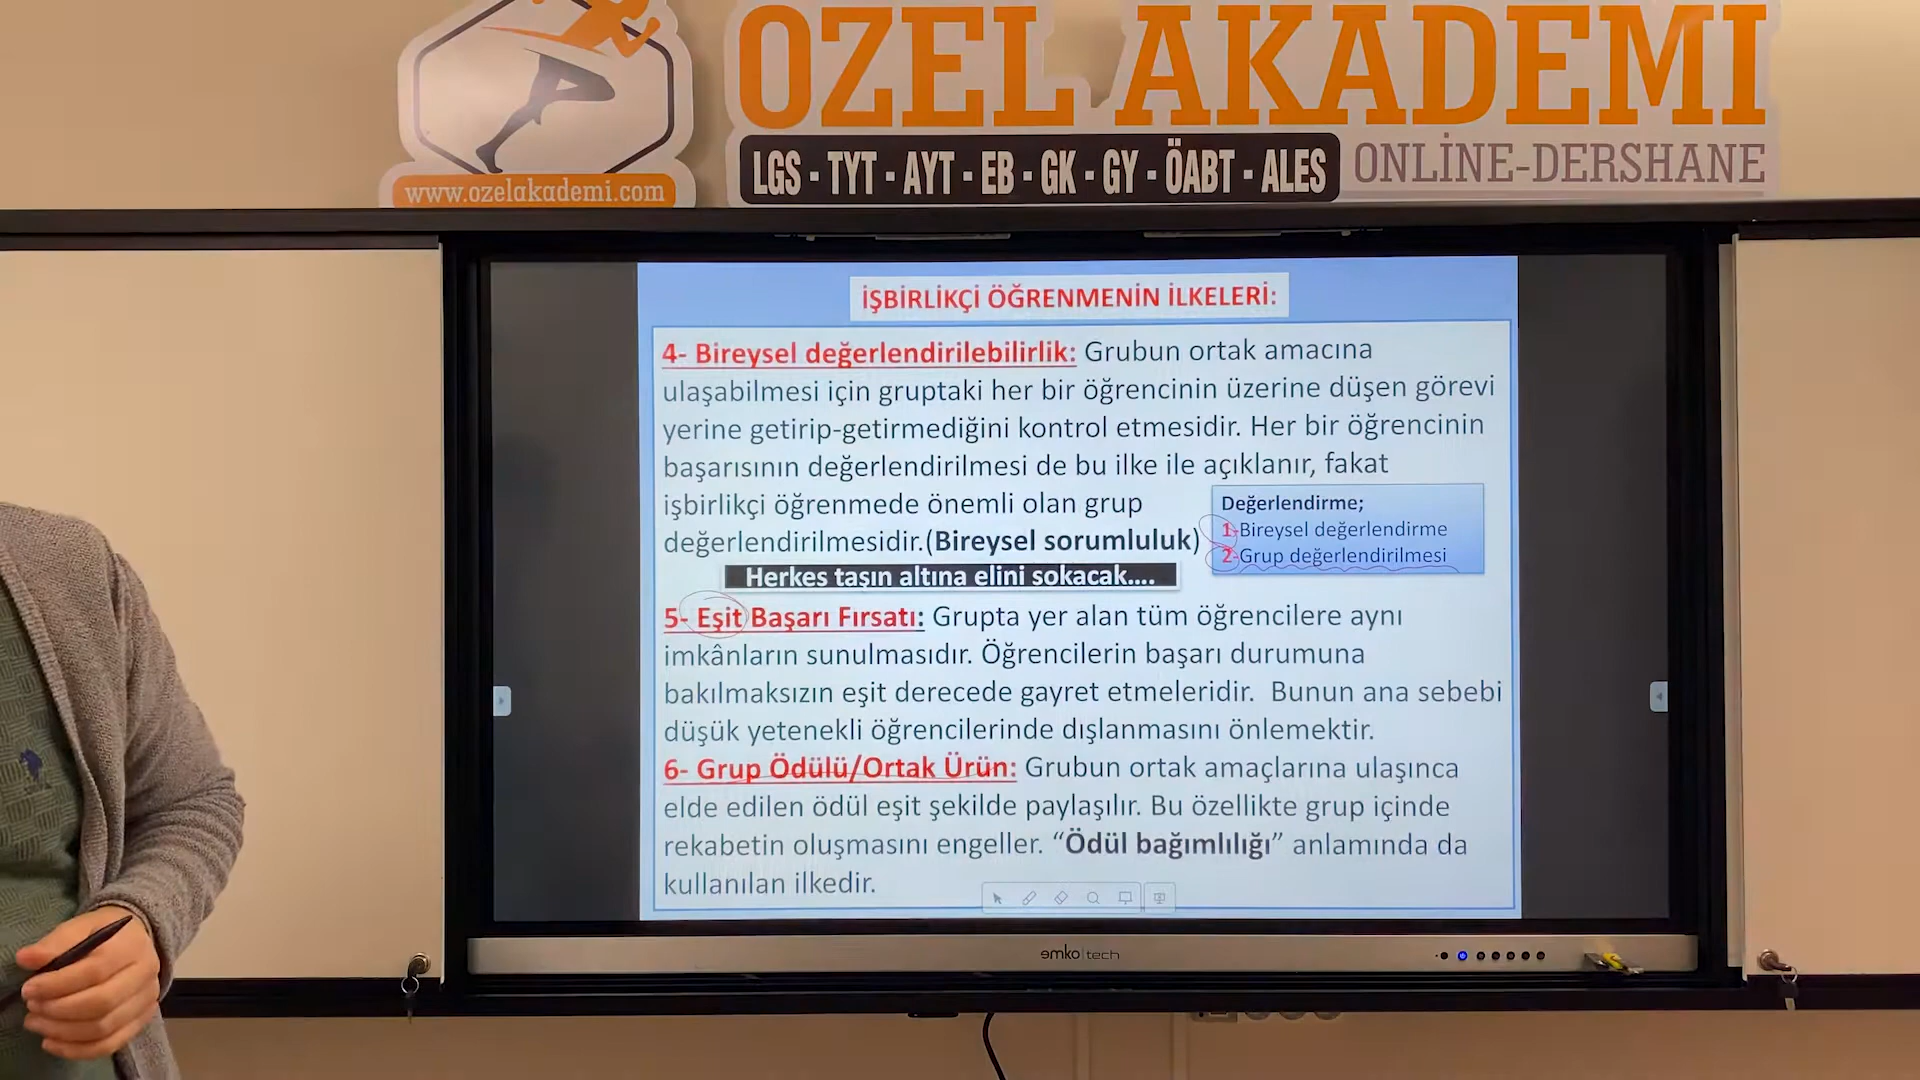 OZEL AKADEMİ
www.ozelakademi.com
LGS - TYT - AYT - EB - GK - GY - ÖABT - ALES
ONLİNE-DERSHANE
İŞBİRLİKÇİ ÖĞRENMENİN İLKELERİ:
4- Bireysel değerlendirilebilirlik: Grubun ortak amacına
ulaşabilmesi için gruptaki her bir öğrencinin üzerine düşen görevi
yerine getirip-getirmediğini kontrol etmesidir. Her bir öğrencinin
başarısının değerlendirilmesi de bu ilke ile açıklanır, fakat
işbirlikçi öğrenmede önemli olan grup
değerlendirilmesidir.(Bireysel sorumluluk)
Değerlendirme;
1-Bireysel değerlendirme
2-Grup değerlendirilmesi
Herkes taşın altına elini sokacak....
5- Eşit Başarı Fırsatı: Grupta yer alan tüm öğrencilere aynı
imkânların sunulmasıdır. Öğrencilerin başarı durumuna
bakılmaksızın eşit derecede gayret etmeleridir. Bunun ana sebebi
düşük yetenekli öğrencilerinde dışlanmasını önlemektir.
6- Grup Ödülü/Ortak Ürün: Grubun ortak amaçlarına ulaşınca
elde edilen ödül eşit şekilde paylaşılır. Bu özellikte grup içinde
rekabetin oluşmasını engeller. “Ödül bağımlılığı” anlamında da
kullanılan ilkedir.
emko|tech